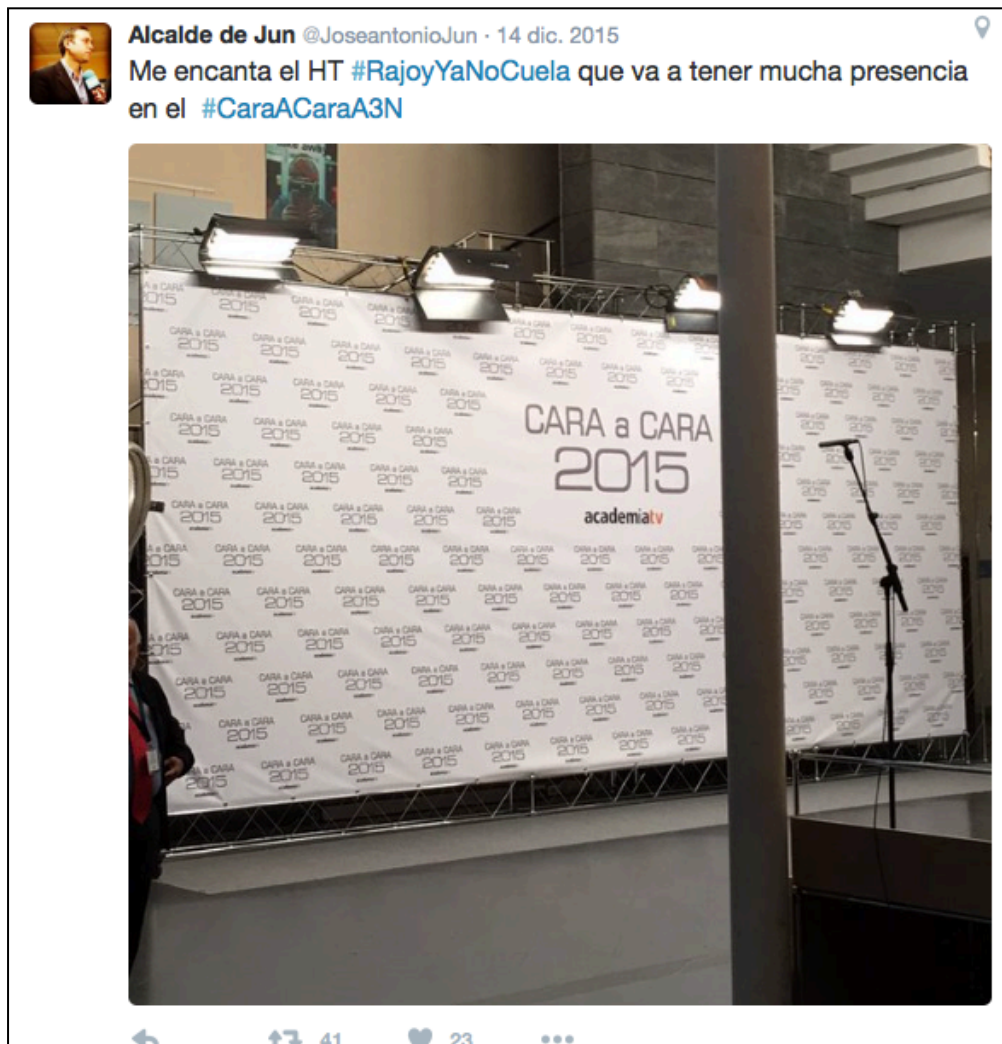 Alcalde de Jun @JoseantonioJun · 14 dic. 2015
Me encanta el HT #RajoyYaNoCuela que va a tener mucha presencia
en el #CaraACaraA3N
CARA a CARA
2015
academiatv
41 23